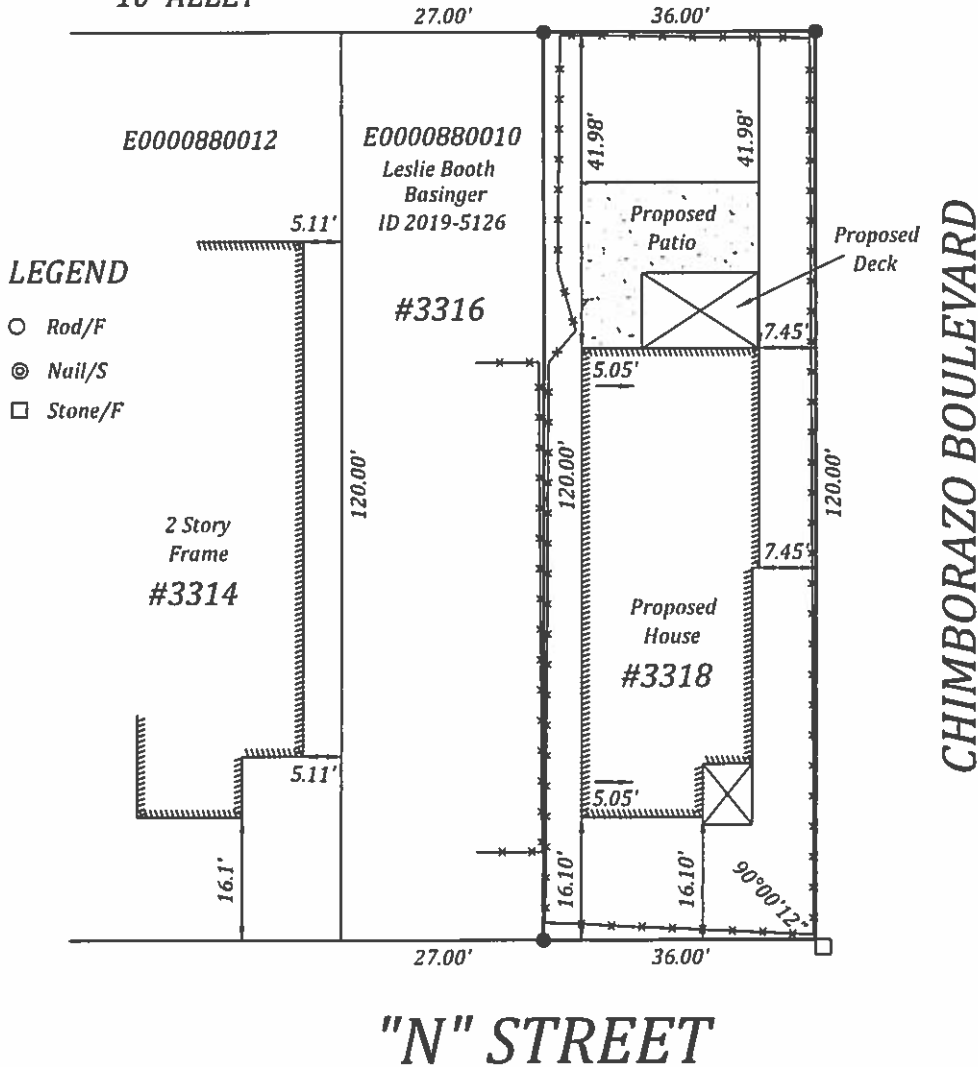 27.00'
36.00'
E0000880012
E0000880010
Leslie Booth
Basinger
ID 2019-5126
41.98'
41.98'
5.11'
Proposed
Patio
Proposed
Deck
LEGEND
Rod/F
Nail/S
Stone/F
#3316
7.45'
5.05'
120.00'
120.00'
120.00'
CHIMBORAZO BOULEVARD
2 Story
Frame
#3314
7.45'
Proposed
House
#3318
5.11'
5.05'
16.1'
16.10'
16.10'
90°00'12"
27.00'
36.00'
"N" STREET